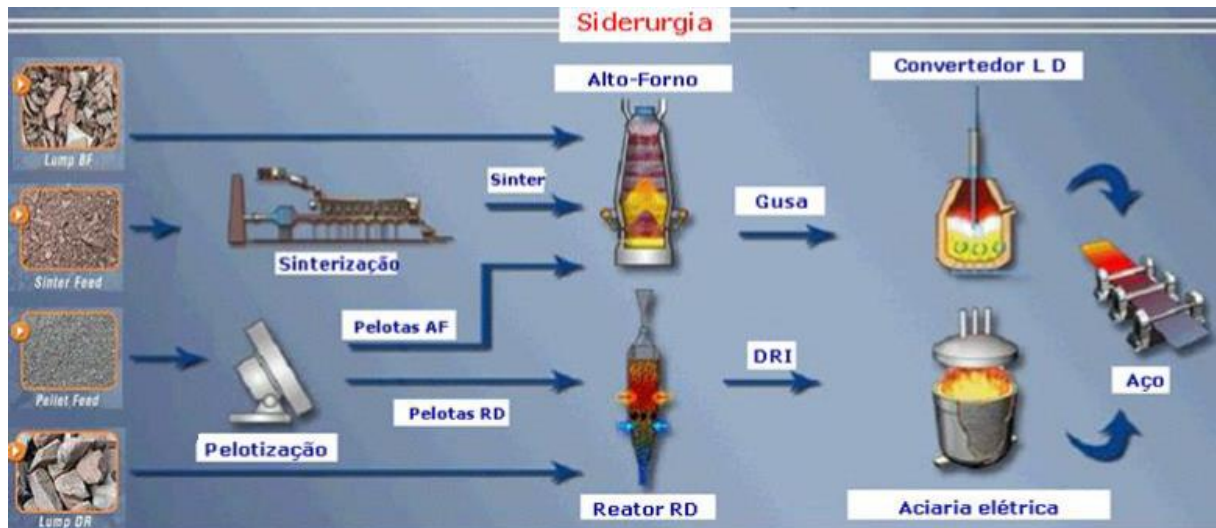 Siderurgia
Alto-Forno
Convertedor L D
Lump BF
Sinter
Gusa
Sinterização
Sinter Feed
Pelotas AF
DRI
Aço
Pellet Feed
Pelotas RD
Pelotização
Lump DR
Reator RD
Aciaria elétrica